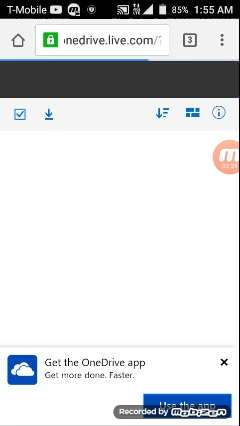 T-Mobile 85% 1:55 AM
nedrive.live.com/? 3
Get the OneDrive app
Get more done. Faster.
Use the app
Recorded by Mobizen